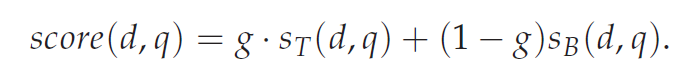 score(d, q) = g · s_T(d, q) + (1 − g)s_B(d, q).